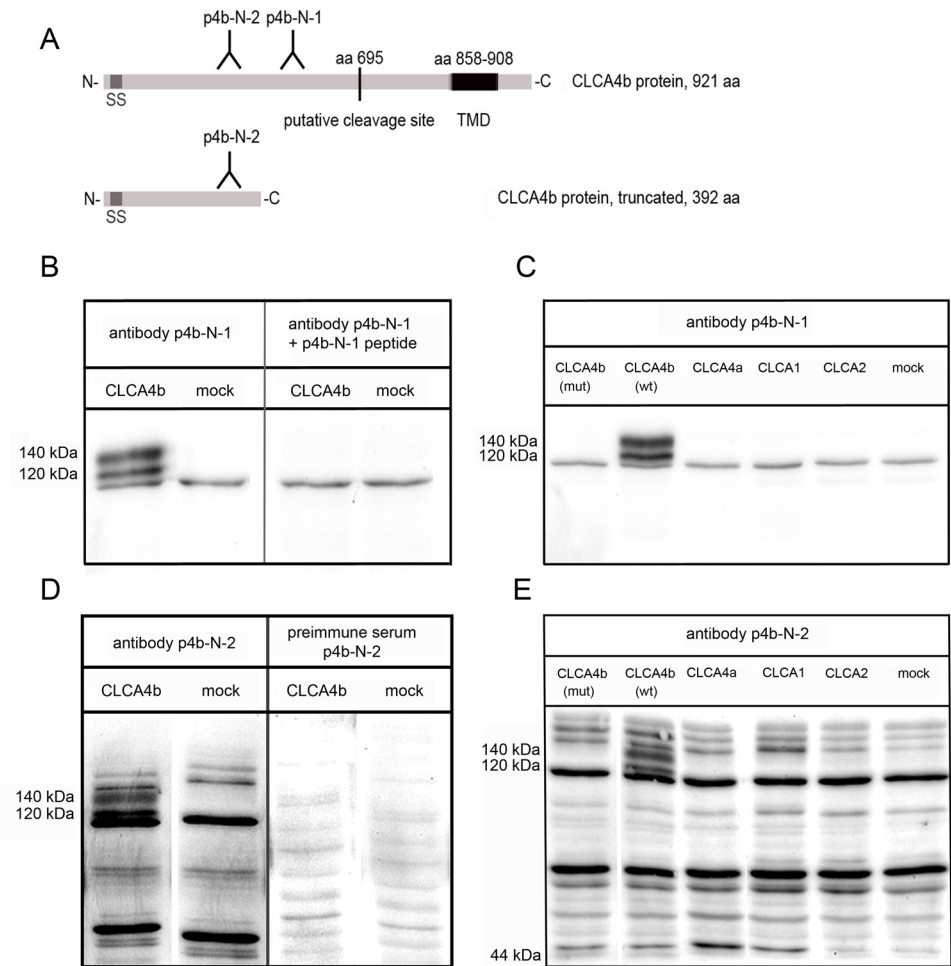 A
p4b-N-2 p4b-N-1
aa 695 aa 858-908
N- -C CLCA4b protein, 921 aa
SS
putative cleavage site TMD
p4b-N-2
N- -C CLCA4b protein, truncated, 392 aa
SS
B
antibody p4b-N-1
antibody p4b-N-1
+ p4b-N-1 peptide
CLCA4b mock CLCA4b mock
140 kDa
120 kDa
C
antibody p4b-N-1
CLCA4b (mut) CLCA4b (wt) CLCA4a CLCA1 CLCA2 mock
140 kDa
120 kDa
D
antibody p4b-N-2
preimmune serum
p4b-N-2
CLCA4b mock CLCA4b mock
140 kDa
120 kDa
E
antibody p4b-N-2
CLCA4b (mut) CLCA4b (wt) CLCA4a CLCA1 CLCA2 mock
140 kDa
120 kDa
44 kDa